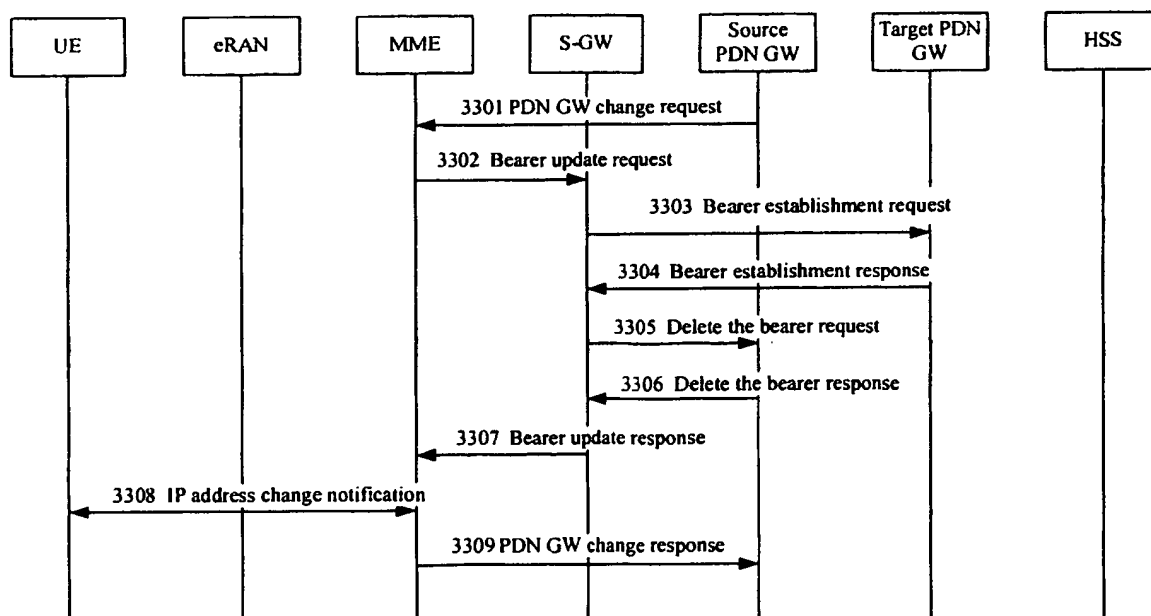 UE
eRAN
MME
S-GW
Source
PDN GW
Target PDN
GW
HSS
3301 PDN GW change request
3302 Bearer update request
3303 Bearer establishment request
3304 Bearer establishment response
3305 Delete the bearer request
3306 Delete the bearer response
3307 Bearer update response
3308 IP address change notification
3309 PDN GW change response